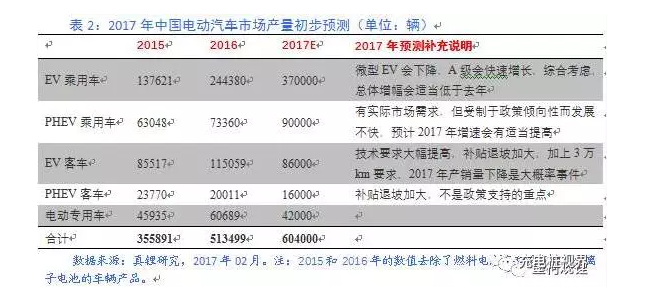 表 2：2017 年中国电动汽车市场产量初步预测（单位：辆）
2015 2016 2017E 2017 年预测补充说明
EV 乘用车 137621 244380 370000 微型 EV 会下降，A 级会快速增长，综合考虑，
总体增幅会适当低于去年
PHEV 乘用车 63048 73360 90000 有实际市场需求，但受制于政策倾向性而发展
不快，预计 2017 年增速会有适当提高
EV 客车 85517 115059 86000 技术要求大幅提高，补贴退坡加大，加上 3 万
km 要求，2017 年产销量下降是大概率事件
PHEV 客车 23770 20011 16000 补贴退坡加大，不是政策支持的重点
电动专用车 45935 60689 42000
合计 355891 513499 604000
数据来源：真锂研究，2017 年 02 月。注：2015 和 2016 年的数值去除了燃料电 离
子电池的车辆产品。
充电桩视界